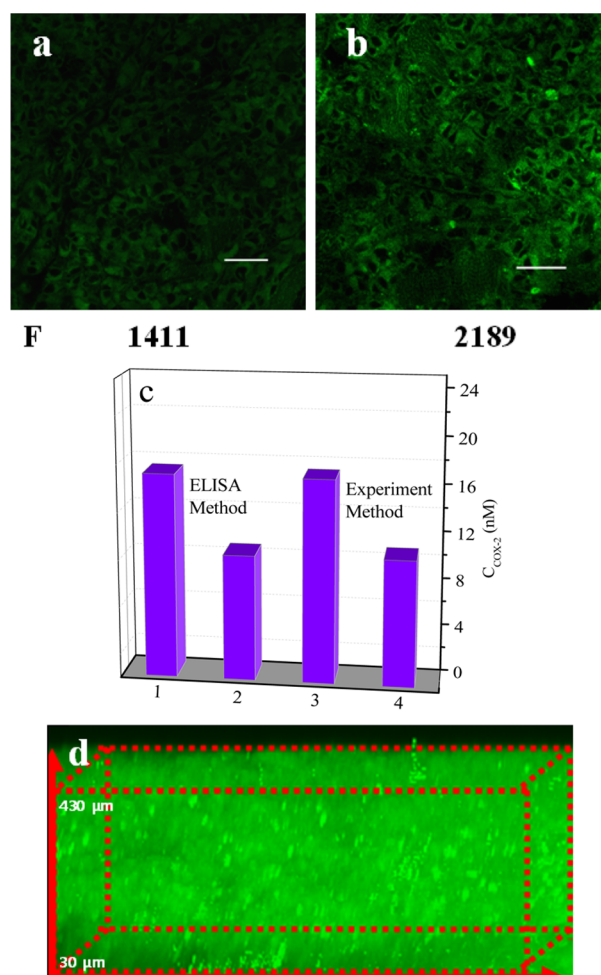 a b
F 1411 2189
c
24
20
16
12
8
4
0
C_COX-2 (nM)
ELISA
Method
Experiment
Method
1 2 3 4
d
430 µm
30 µm